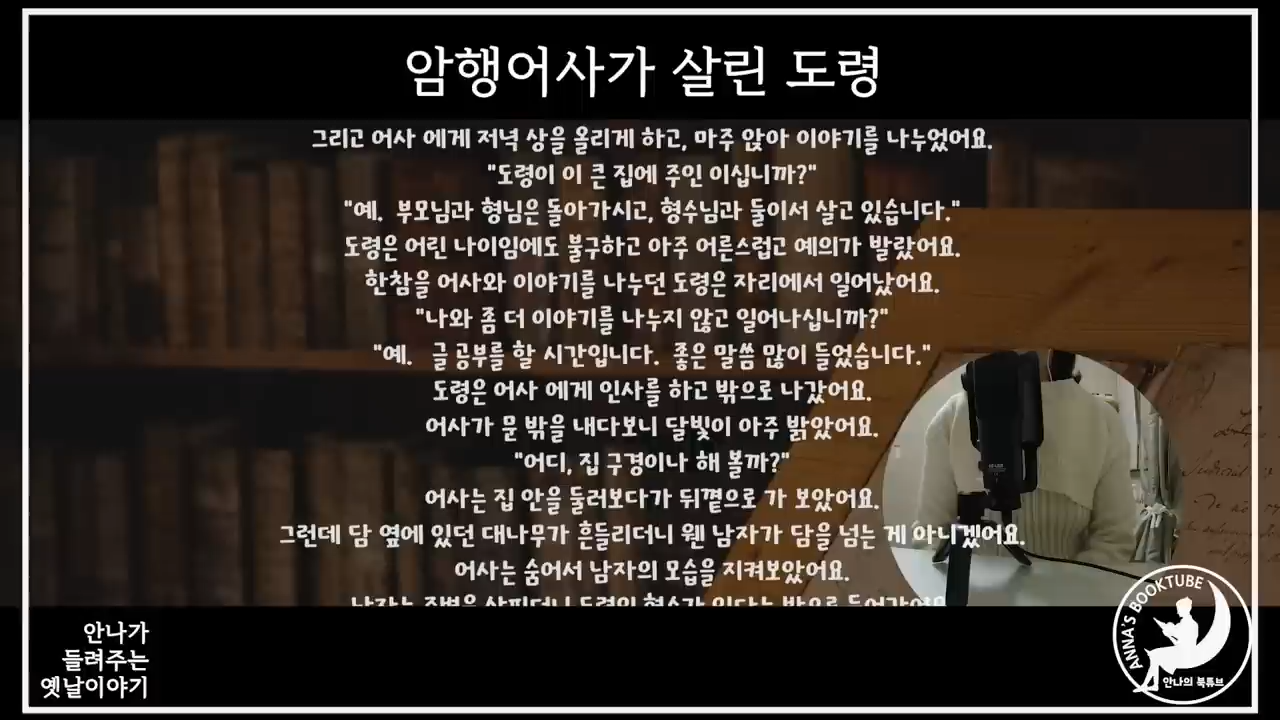 암행어사가 살린 도령
그리고 어사 에게 저녁 상을 올리게 하고, 마주 앉아 이야기를 나누었어요.
"도령이 이 큰 집에 주인 이십니까?"
"예. 부모님과 형님은 돌아가시고, 형수님과 둘이서 살고 있습니다."
도령은 어린 나이임에도 불구하고 아주 어른스럽고 예의가 발랐어요.
한참을 어사와 이야기를 나누던 도령은 자리에서 일어났어요.
"나와 좀 더 이야기를 나누지 않고 일어나십니까?"
"예. 글 공부를 할 시간입니다. 좋은 말씀 많이 들었습니다."
도령은 어사 에게 인사를 하고 밖으로 나갔어요.
어사가 문 밖을 내다보니 달빛이 아주 밝았어요.
"어디, 집 구경이나 해 볼까?"
어사는 집 안을 둘러보다가 뒤꼍으로 가 보았어요.
그런데 담 옆에 있던 대나무가 흔들리더니 웬 남자가 담을 넘는 게 아니겠어요.
어사는 숨어서 남자의 모습을 지켜보았어요.
안나가
들려주는
옛날이야기
ANNA'S BOOKTUBE
안나의 북튜브